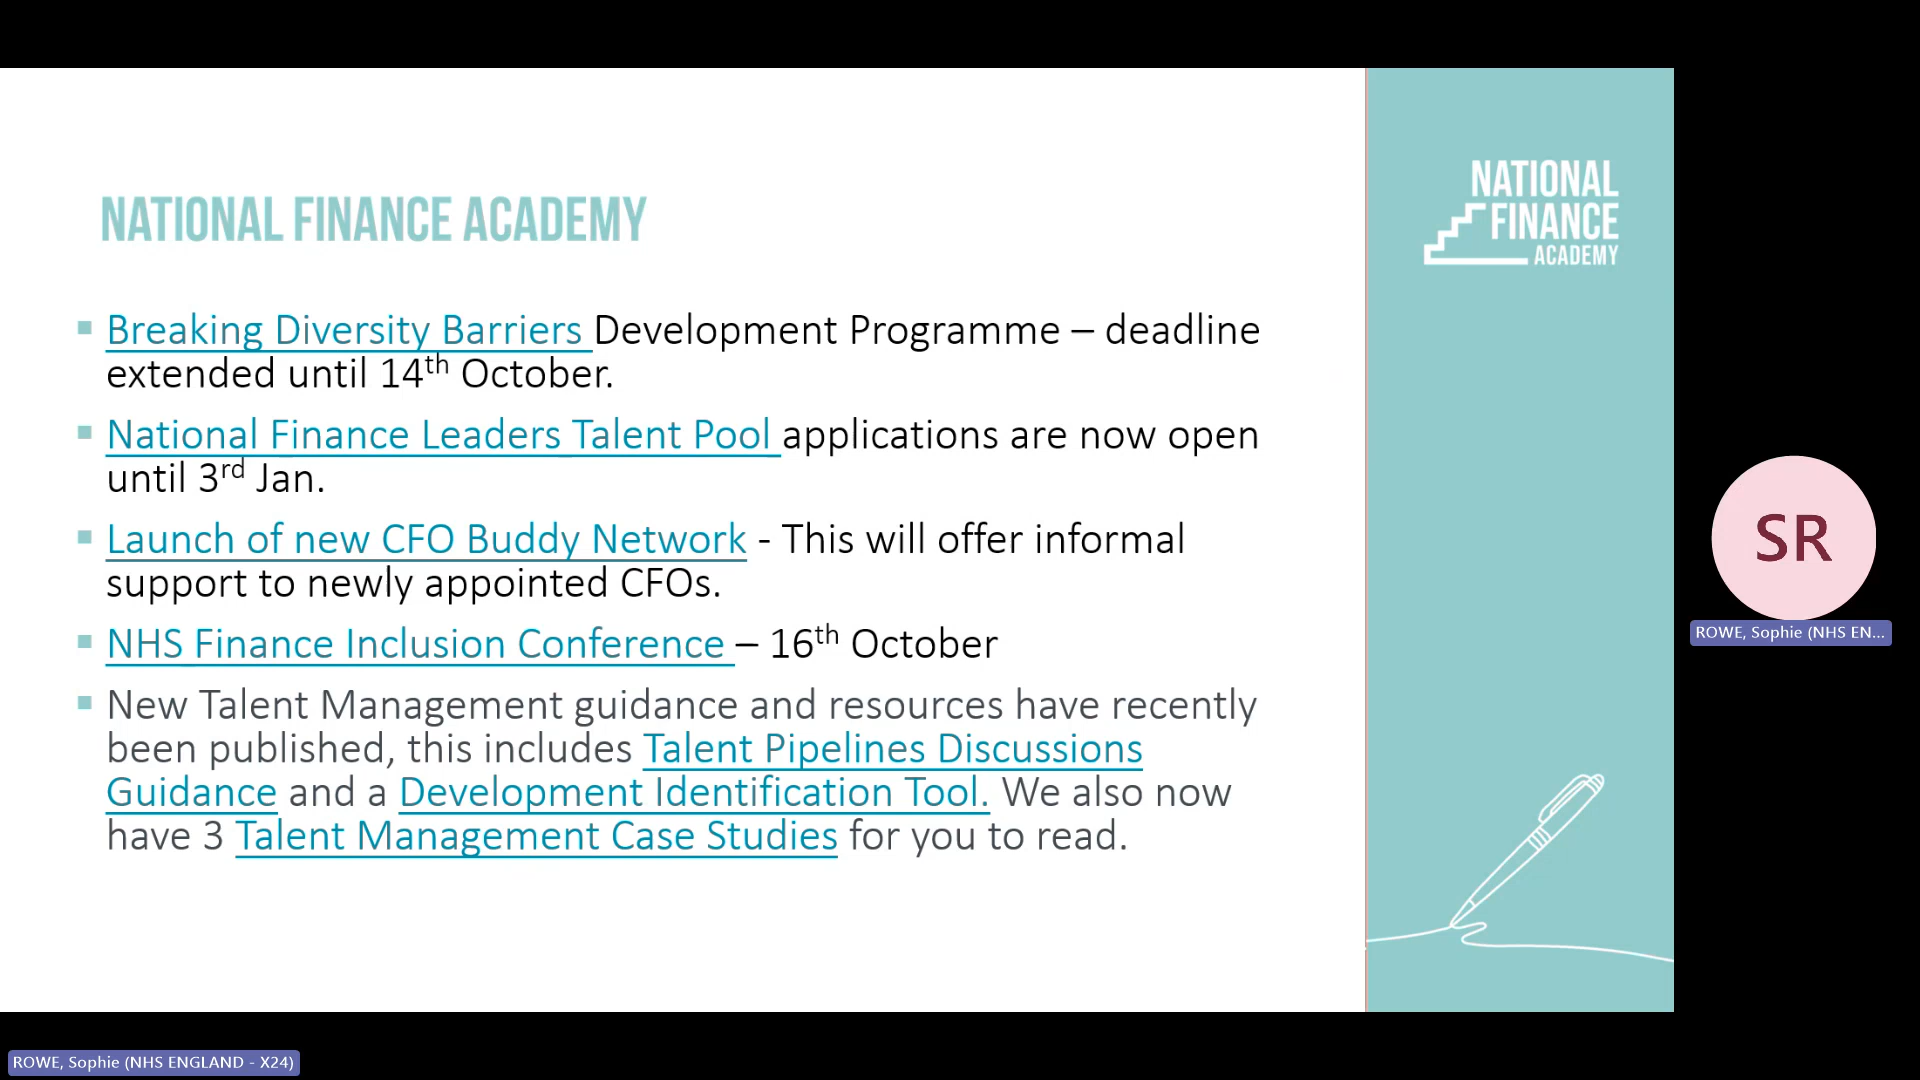 NATIONAL FINANCE ACADEMY
▪ Breaking Diversity Barriers Development Programme – deadline
extended until 14th October.
▪ National Finance Leaders Talent Pool applications are now open
until 3rd Jan.
▪ Launch of new CFO Buddy Network - This will offer informal
support to newly appointed CFOs.
▪ NHS Finance Inclusion Conference – 16th October
▪ New Talent Management guidance and resources have recently
been published, this includes Talent Pipelines Discussions
Guidance and a Development Identification Tool. We also now
have 3 Talent Management Case Studies for you to read.
NATIONAL
FINANCE
ACADEMY
SR
ROWE, Sophie (NHS EN...
ROWE, Sophie (NHS ENGLAND - X24)